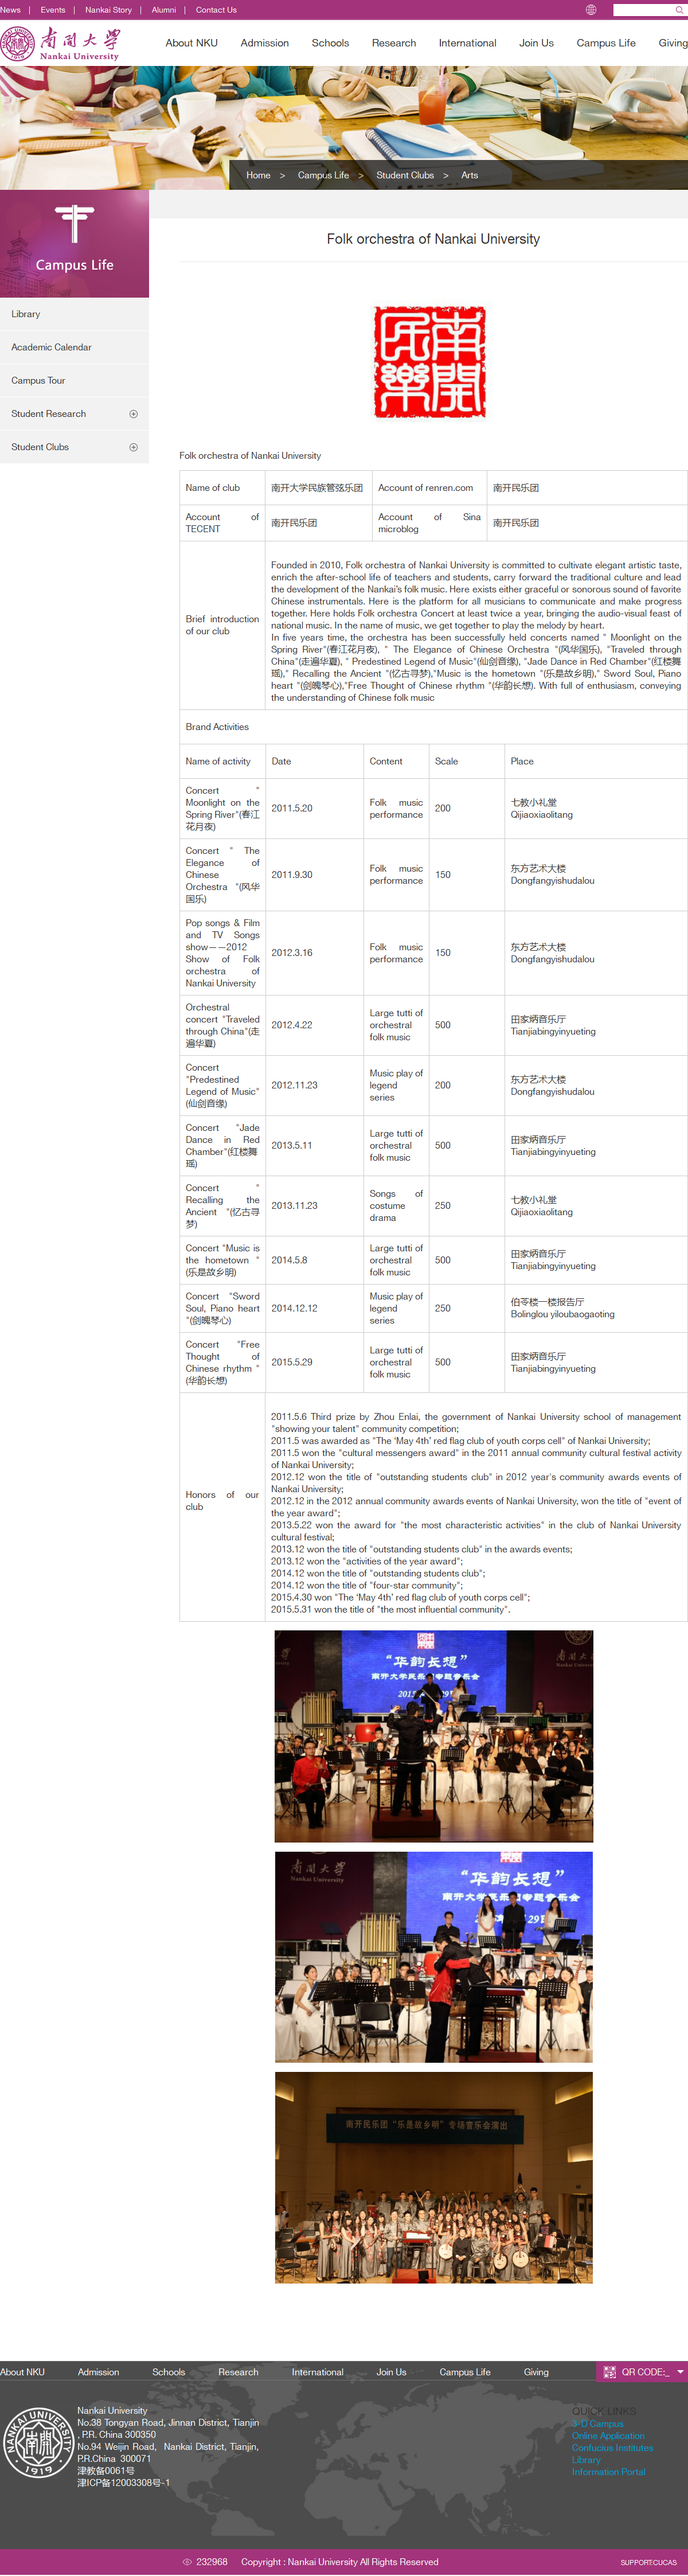 News | Events | Nankai Story | Alumni | Contact Us
南開大學
Nankai University
About NKU Admission Schools Research International Join Us Campus Life Giving
Home > Campus Life > Student Clubs > Arts
Campus Life
Library
Academic Calendar
Campus Tour
Student Research
Student Clubs
Folk orchestra of Nankai University
南開民樂
Folk orchestra of Nankai University
Name of club 南开大学民族管弦乐团 Account of renren.com 南开民乐团
Account of
TECENT
南开民乐团
Account of Sina
microblog
南开民乐团
Brief introduction
of our club
Founded in 2010, Folk orchestra of Nankai University is committed to cultivate elegant artistic taste,
enrich the after-school life of teachers and students, carry forward the traditional culture and lead
the development of the Nankai’s folk music. Here exists either graceful or sonorous sound of favorite
Chinese instrumentals. Here is the platform for all musicians to communicate and make progress
together. Here holds Folk orchestra Concert at least twice a year, bringing the audio-visual feast of
national music. In the name of music, we get together to play the melody by heart.
In five years time, the orchestra has been successfully held concerts named " Moonlight on the
Spring River"(春江花月夜), " The Elegance of Chinese Orchestra "(风华国乐), "Traveled through
China"(走遍华夏), " Predestined Legend of Music"(仙剑音缘), "Jade Dance in Red Chamber"(红楼舞
瑶)," Recalling the Ancient "(忆古寻梦),"Music is the hometown "(乐是故乡明)," Sword Soul, Piano
heart "(剑魄琴心),"Free Thought of Chinese rhythm "(华韵长想). With full of enthusiasm, conveying
the understanding of Chinese folk music
Brand Activities
Name of activity Date Content Scale Place
Concert "
Moonlight on the
Spring River"(春江
花月夜)
2011.5.20
Folk music
performance
200
七教小礼堂
Qijiaoxiaolitang
Concert " The
Elegance of
Chinese
Orchestra "(风华
国乐)
2011.9.30
Folk music
performance
150
东方艺术大楼
Dongfangyishudalou
Pop songs & Film
and TV Songs
show——2012
Show of Folk
orchestra of
Nankai University
2012.3.16
Folk music
performance
150
东方艺术大楼
Dongfangyishudalou
Orchestral
concert "Traveled
through China"(走
遍华夏)
2012.4.22
Large tutti of
orchestral
folk music
500
田家炳音乐厅
Tianjiabingyinyueting
Concert
"Predestined
Legend of Music"
(仙剑音缘)
2012.11.23
Music play of
legend
series
200
东方艺术大楼
Dongfangyishudalou
Concert "Jade
Dance in Red
Chamber"(红楼舞
瑶)
2013.5.11
Large tutti of
orchestral
folk music
500
田家炳音乐厅
Tianjiabingyinyueting
Concert "
Recalling the
Ancient "(忆古寻
梦)
2013.11.23
Songs of
costume
drama
250
七教小礼堂
Qijiaoxiaolitang
Concert "Music is
the hometown "
(乐是故乡明)
2014.5.8
Large tutti of
orchestral
folk music
500
田家炳音乐厅
Tianjiabingyinyueting
Concert "Sword
Soul, Piano heart
"(剑魄琴心)
2014.12.12
Music play of
legend
series
250
伯苓楼一楼报告厅
Bolinglou yiloubaogaoting
Concert "Free
Thought of
Chinese rhythm "
(华韵长想)
2015.5.29
Large tutti of
orchestral
folk music
500
田家炳音乐厅
Tianjiabingyinyueting
Honors of our
club
2011.5.6 Third prize by Zhou Enlai, the government of Nankai University school of management
"showing your talent" community competition;
2011.5 was awarded as "The ‘May 4th’ red flag club of youth corps cell" of Nankai University;
2011.5 won the "cultural messengers award" in the 2011 annual community cultural festival activity
of Nankai University;
2012.12 won the title of "outstanding students club" in 2012 year's community awards events of
Nankai University;
2012.12 in the 2012 annual community awards events of Nankai University, won the title of "event of
the year award";
2013.5.22 won the award for "the most characteristic activities" in the club of Nankai University
cultural festival;
2013.12 won the title of "outstanding students club" in the awards events;
2013.12 won the "activities of the year award";
2014.12 won the title of "outstanding students club";
2014.12 won the title of "four-star community";
2015.4.30 won "The ‘May 4th’ red flag club of youth corps cell";
2015.5.31 won the title of "the most influential community".
“华韵长想”
南开大学民乐团专题音乐会
南開大學
Nankai University
“华韵长想”
南开大学民乐团专题音乐会
29日
南开民乐团“乐是故乡明”专场音乐会演出
About NKU Admission Schools Research International Join Us Campus Life Giving QR CODE:_
NANKAI UNIVERSITY
1919
Nankai University
No.38 Tongyan Road, Jinnan District, Tianjin
, P.R. China 300350
No.94 Weijin Road, Nankai District, Tianjin,
P.R.China 300071
津教备0061号
津ICP备12003308号-1
QUICK LINKS
3-D Campus
Online Application
Confucius Institutes
Library
Information Portal
232968 Copyright : Nankai University All Rights Reserved SUPPORT:CUCAS